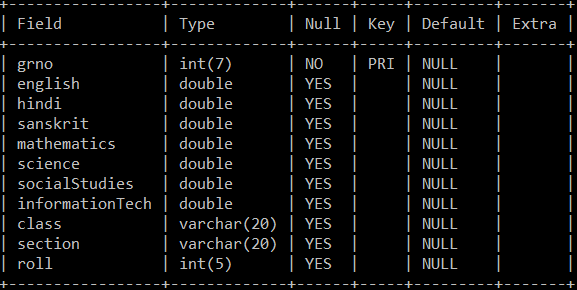 +-----------------+-------------+------+-----+---------+-------+
| Field           | Type        | Null | Key | Default | Extra |
+-----------------+-------------+------+-----+---------+-------+
| grno            | int(7)      | NO   | PRI | NULL    |       |
| english         | double      | YES  |     | NULL    |       |
| hindi           | double      | YES  |     | NULL    |       |
| sanskrit        | double      | YES  |     | NULL    |       |
| mathematics     | double      | YES  |     | NULL    |       |
| science         | double      | YES  |     | NULL    |       |
| socialStudies   | double      | YES  |     | NULL    |       |
| informationTech | double      | YES  |     | NULL    |       |
| class           | varchar(20) | YES  |     | NULL    |       |
| section         | varchar(20) | YES  |     | NULL    |       |
| roll            | int(5)      | YES  |     | NULL    |       |
+-----------------+-------------+------+-----+---------+-------+